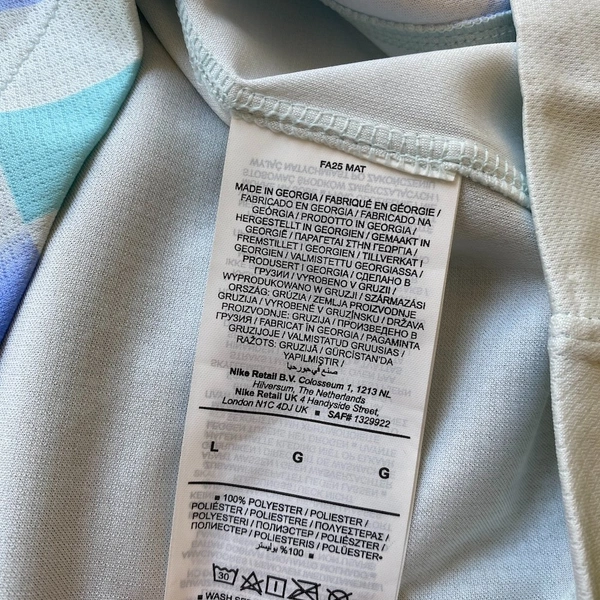 FA25 MAT
MADE IN GEORGIA / FABRIQUÉ EN GÉORGIE /
FABRICADO EN GEORGIA / FABRICADO NA
GEÓRGIA / PRODOTTO IN GEORGIA /
HERGESTELLT IN GEORGIEN / GEMAAKT IN
GEORGIË / ΠΑΡΑΓΕΤΑΙ ΣΤΗΝ ΓΕΩΡΓΙΑ /
FREMSTILLET I GEORGIEN / TILLVERKAT I
GEORGIEN / VALMISTETTU GEORGIASSA /
PRODUSERT I GEORGIA / СДЕЛАНО В
ГРУЗИИ / VYROBENO V GRUZII /
WYPRODUKOWANO W GRUZJI / SZÁRMAZÁSI
ORSZÁG: GRÚZIA / ZEMLJA PROIZVODNJE
GRUZIJA / VYROBENÉ V GRUZÍNSKU / DRŽAVA
PROIZVODNJE: GRUZIJA / ПРОИЗВЕДЕНО В
ГРУЗИЯ / FABRICAT ÎN GEORGIA / PAGAMINTA
GRUZIJOJE / VALMISTATUD GRUUSIAS /
RAŽOTS: GRUZIJĀ / GÜRCİSTAN'DA
YAPILMIŞTIR /
صنع في جورجيا
Nike Retail B.V. Colosseum 1, 1213 NL
Hilversum, The Netherlands
Nike Retail UK 4 Handyside Street,
London N1C 4DJ UK ■ SAF# 1329922
L G G
■ 100% POLYESTER / POLYESTER /
POLIÉSTER / POLIESTERE / ΠΟΛΥΕΣΤΕΡΑΣ /
POLYESTERI / ПОЛИЭСТЕР / POLIÉSZTER /
ПОЛИЕСТЕР / POLIESTERIS / POLÜESTER•
%100 بوليستر ■
30